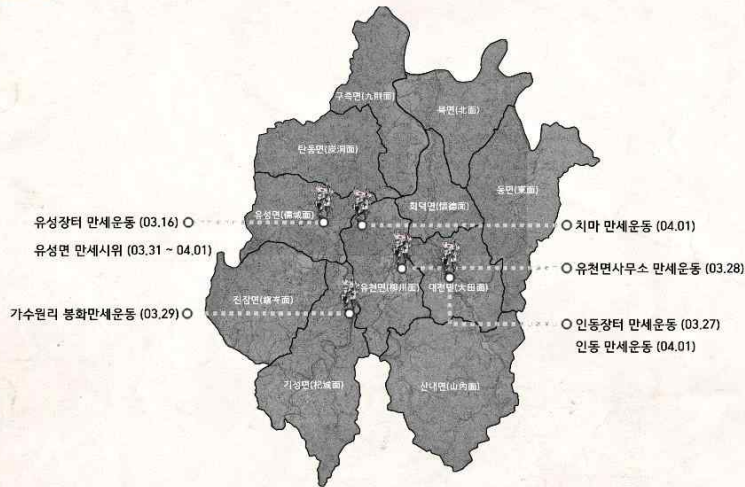 구즉면(九則面)
북면(北面)
탄동면(炭洞面)
동면(東面)
회덕면(懷德面)
유성면(儒城面)
유성장터 만세운동 (03.16)
유성면 만세시위 (03.31 ~ 04.01)
치마 만세운동 (04.01)
유천면사무소 만세운동 (03.28)
유천면(柳川面)
대전면(大田面)
진잠면(鎭岑面)
가수원리 봉화만세운동 (03.29)
인동장터 만세운동 (03.27)
인동 만세운동 (04.01)
기성면(杞城面)
산내면(山內面)